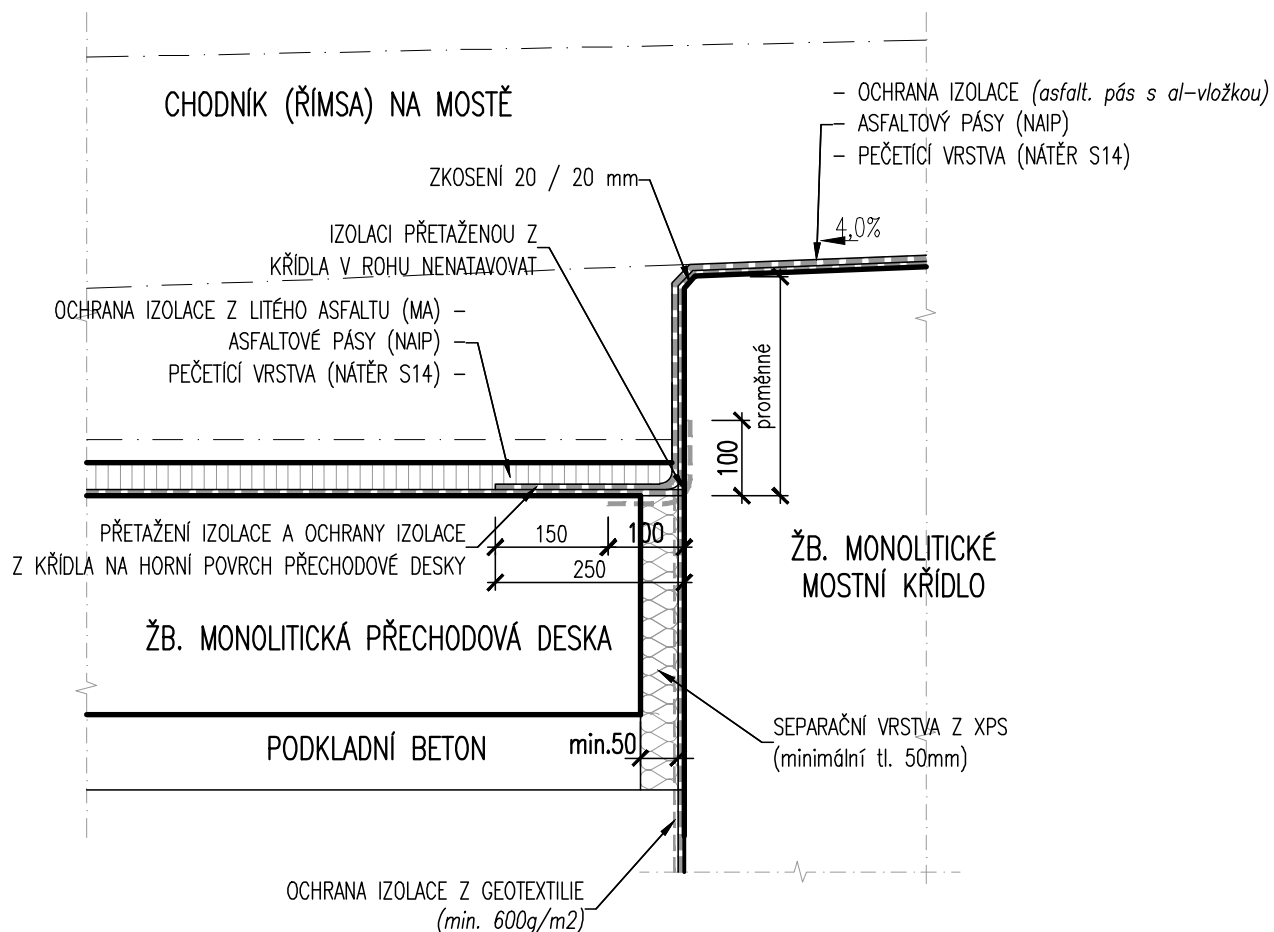 CHODNÍK (ŘÍMSA) NA MOSTĚ
– OCHRANA IZOLACE (asfalt. pás s al–vložkou)
– ASFALTOVÝ PÁSY (NAIP)
– PEČETÍCÍ VRSTVA (NÁTĚR S14)
ZKOSENÍ 20 / 20 mm
4,0%
IZOLACI PŘETAŽENOU Z
KŘÍDLA V ROHU NENATAVOVAT
OCHRANA IZOLACE Z LITÉHO ASFALTU (MA) –
ASFALTOVÉ PÁSY (NAIP)
PEČETÍCÍ VRSTVA (NÁTĚR S14) –
proměnné
100
PŘETAŽENÍ IZOLACE A OCHRANY IZOLACE
Z KŘÍDLA NA HORNÍ POVRCH PŘECHODOVÉ DESKY
150
100
250
ŽB. MONOLITICKÉ
MOSTNÍ KŘÍDLO
ŽB. MONOLITICKÁ PŘECHODOVÁ DESKA
PODKLADNÍ BETON
min.50
SEPARAČNÍ VRSTVA Z XPS
(minimální tl. 50mm)
OCHRANA IZOLACE Z GEOTEXTILIE
(min. 600g/m2)